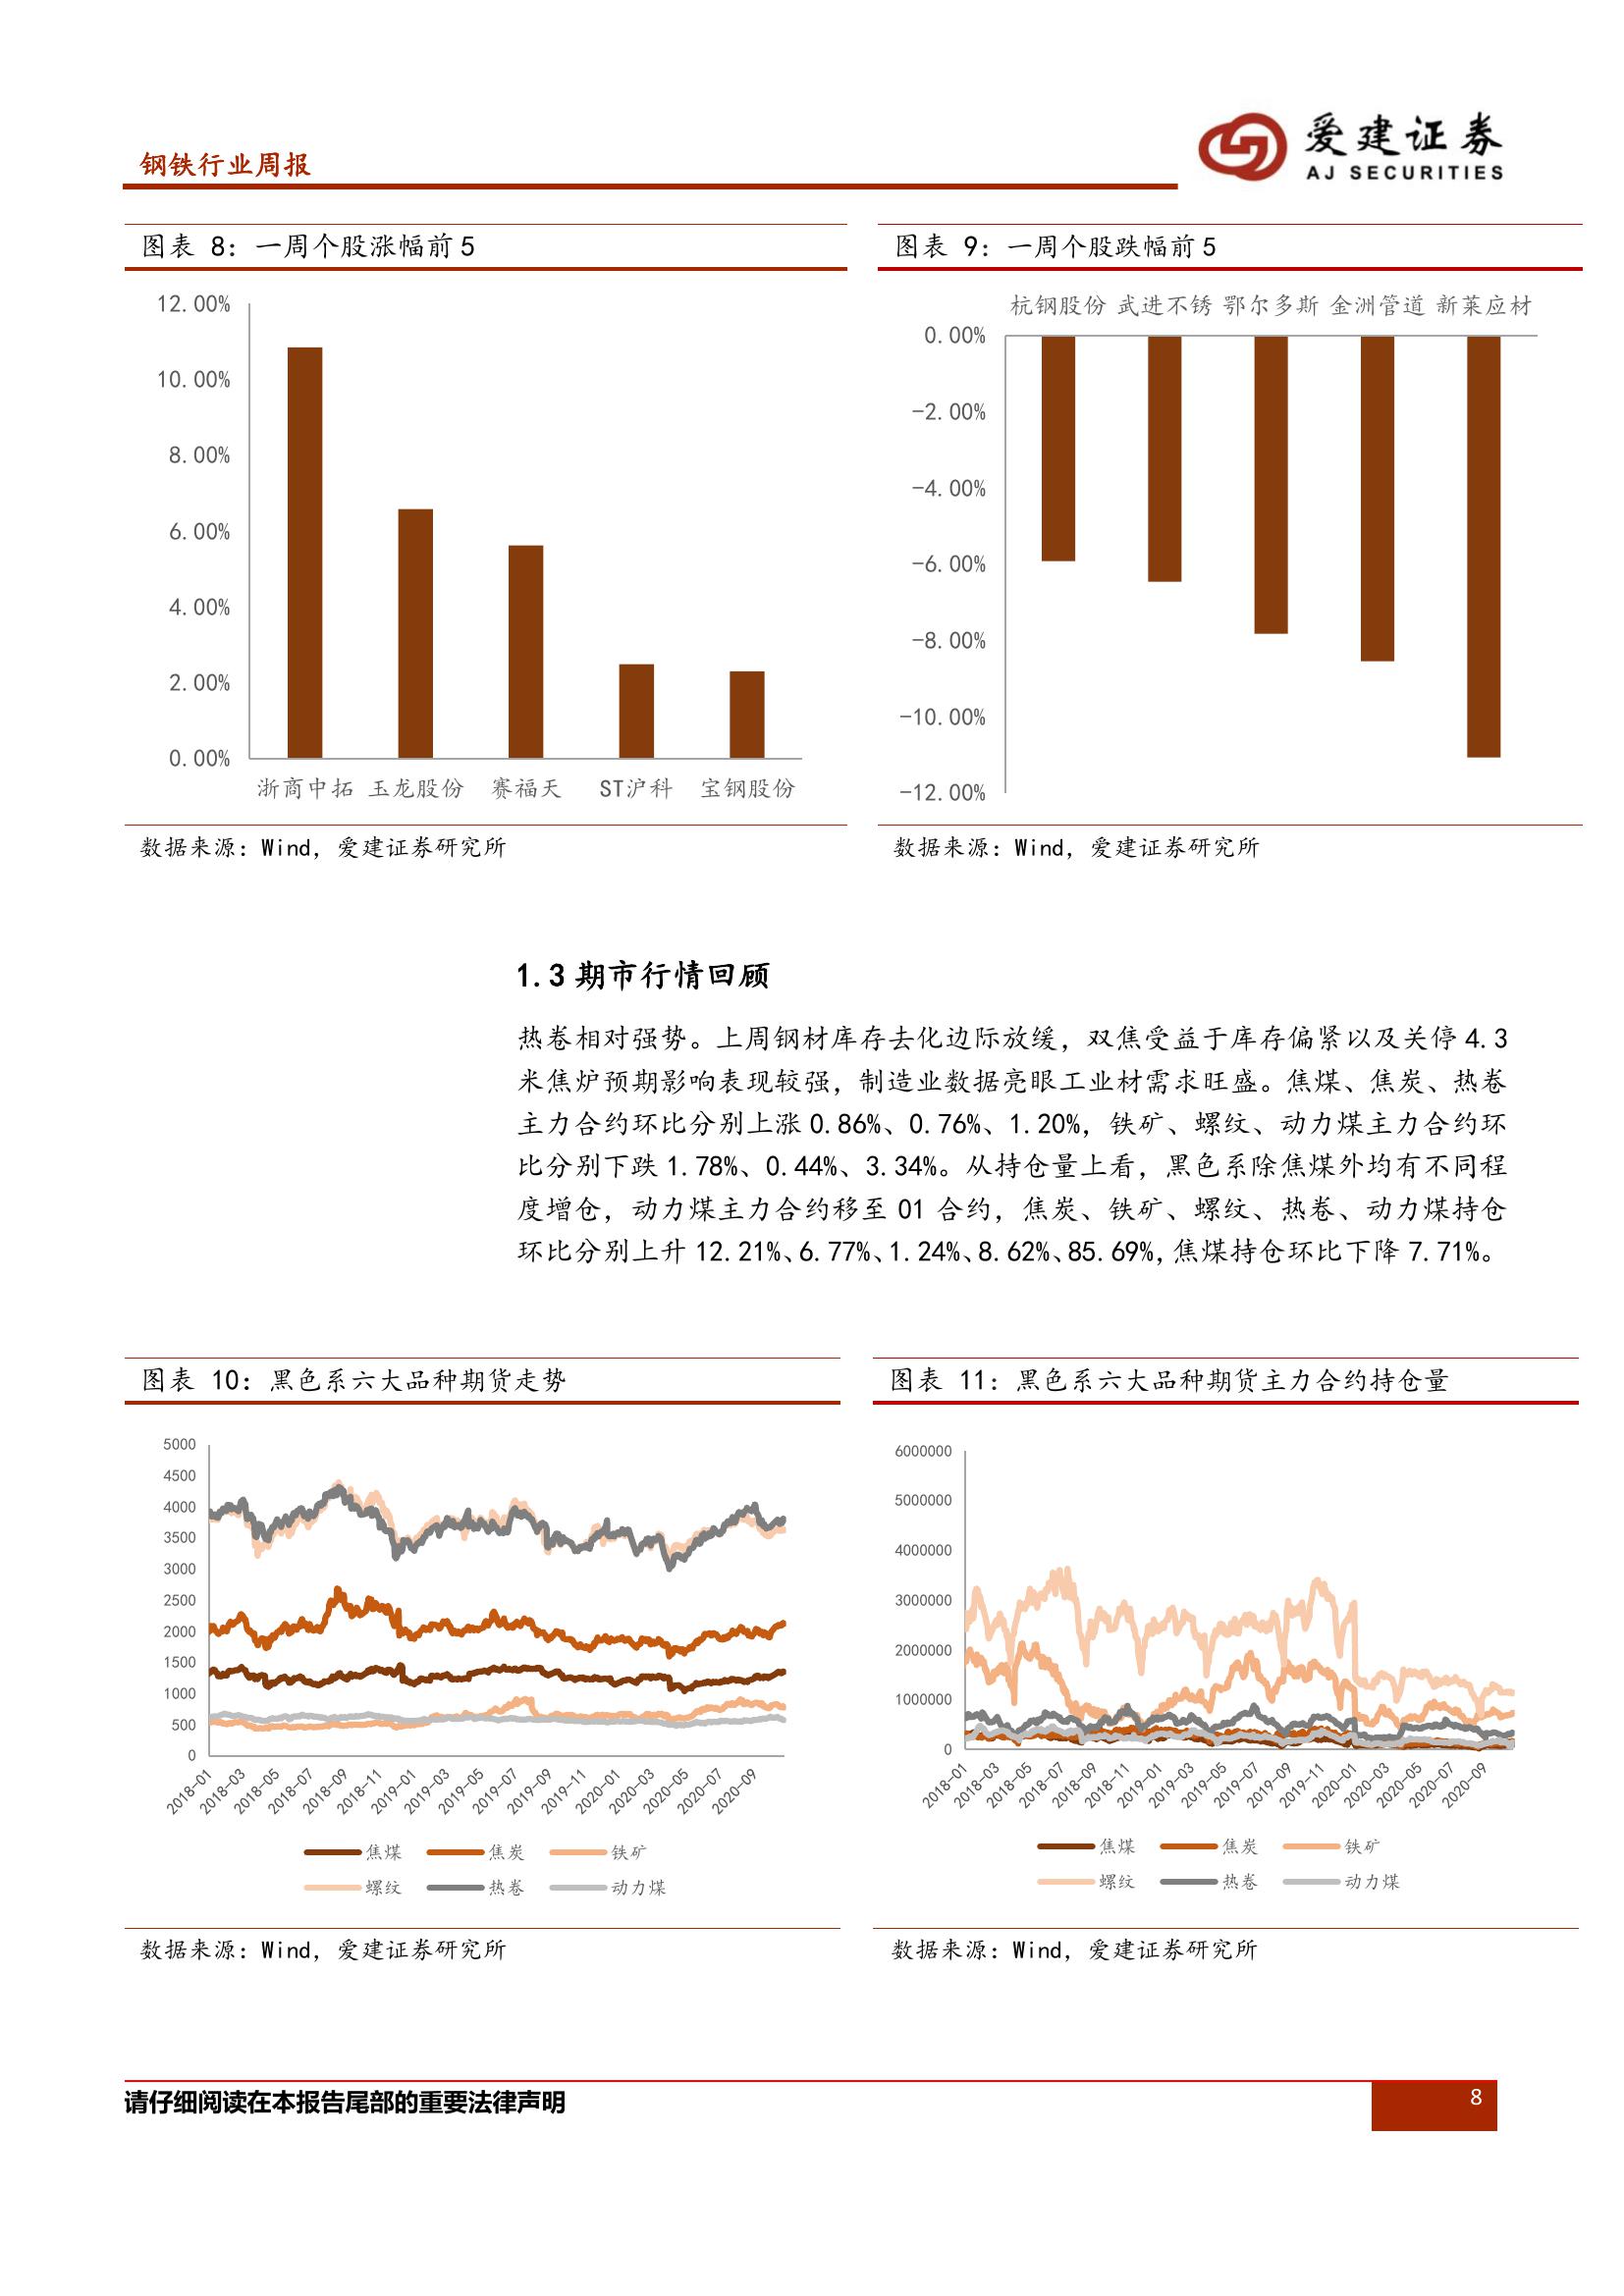 钢铁行业周报
爱建证券
AJ SECURITIES
图表 8：一周个股涨幅前 5
12.00%
10.00%
8.00%
6.00%
4.00%
2.00%
0.00%
浙商中拓 玉龙股份 赛福天 ST沪科 宝钢股份
数据来源：Wind，爱建证券研究所
图表 9：一周个股跌幅前 5
杭钢股份 武进不锈 鄂尔多斯 金洲管道 新莱应材
0.00%
-2.00%
-4.00%
-6.00%
-8.00%
-10.00%
-12.00%
数据来源：Wind，爱建证券研究所
1.3 期市行情回顾
热卷相对强势。上周钢材库存去化边际放缓，双焦受益于库存偏紧以及关停 4.3
米焦炉预期影响表现较强，制造业数据亮眼工业材需求旺盛。焦煤、焦炭、热卷
主力合约环比分别上涨 0.86%、0.76%、1.20%，铁矿、螺纹、动力煤主力合约环
比分别下跌 1.78%、0.44%、3.34%。从持仓量上看，黑色系除焦煤外均有不同程
度增仓，动力煤主力合约移至 01 合约，焦炭、铁矿、螺纹、热卷、动力煤持仓
环比分别上升 12.21%、6.77%、1.24%、8.62%、85.69%，焦煤持仓环比下降 7.71%。
图表 10：黑色系六大品种期货走势
5000
4500
4000
3500
3000
2500
2000
1500
1000
500
0
2018-01 2018-03 2018-05 2018-07 2018-09 2018-11 2019-01 2019-03 2019-05 2019-07 2019-09 2019-11 2020-01 2020-03 2020-05 2020-07 2020-09
焦煤 焦炭 铁矿
螺纹 热卷 动力煤
数据来源：Wind，爱建证券研究所
图表 11：黑色系六大品种期货主力合约持仓量
6000000
5000000
4000000
3000000
2000000
1000000
0
2018-01 2018-03 2018-05 2018-07 2018-09 2018-11 2019-01 2019-03 2019-05 2019-07 2019-09 2019-11 2020-01 2020-03 2020-05 2020-07 2020-09
焦煤 焦炭 铁矿
螺纹 热卷 动力煤
数据来源：Wind，爱建证券研究所
请仔细阅读在本报告尾部的重要法律声明
8